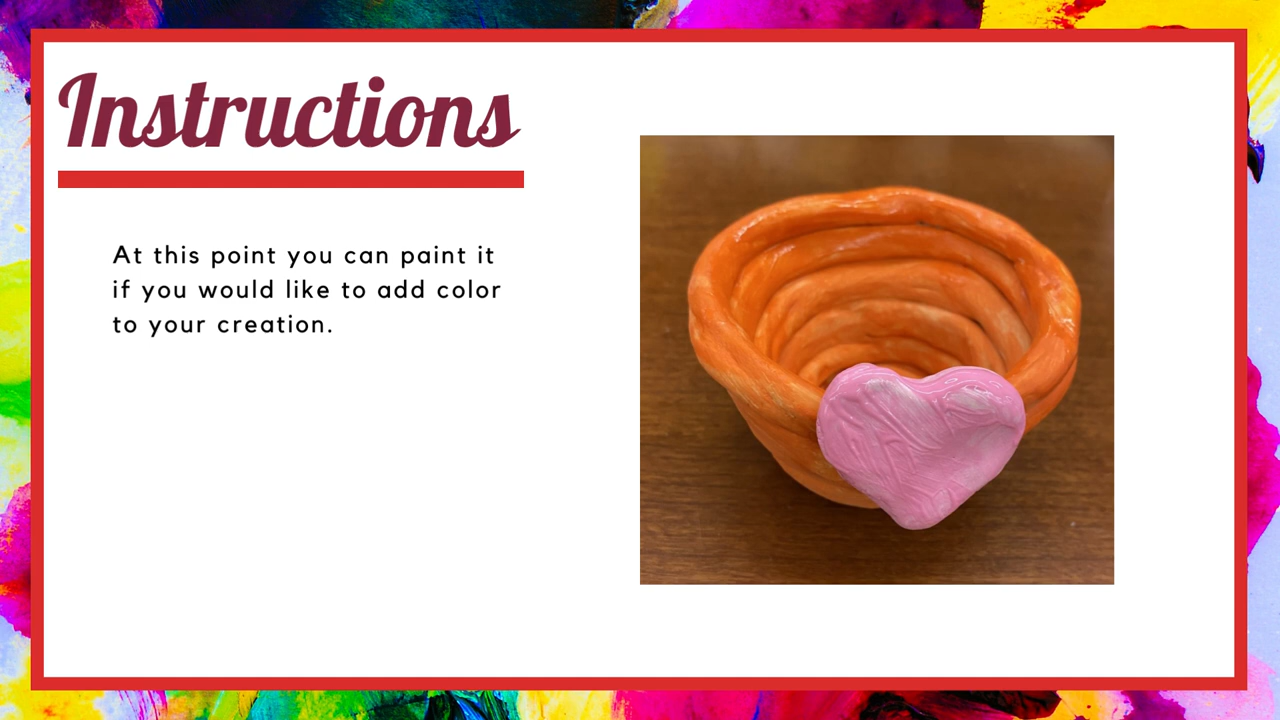 Instructions
At this point you can paint it
if you would like to add color
to your creation.